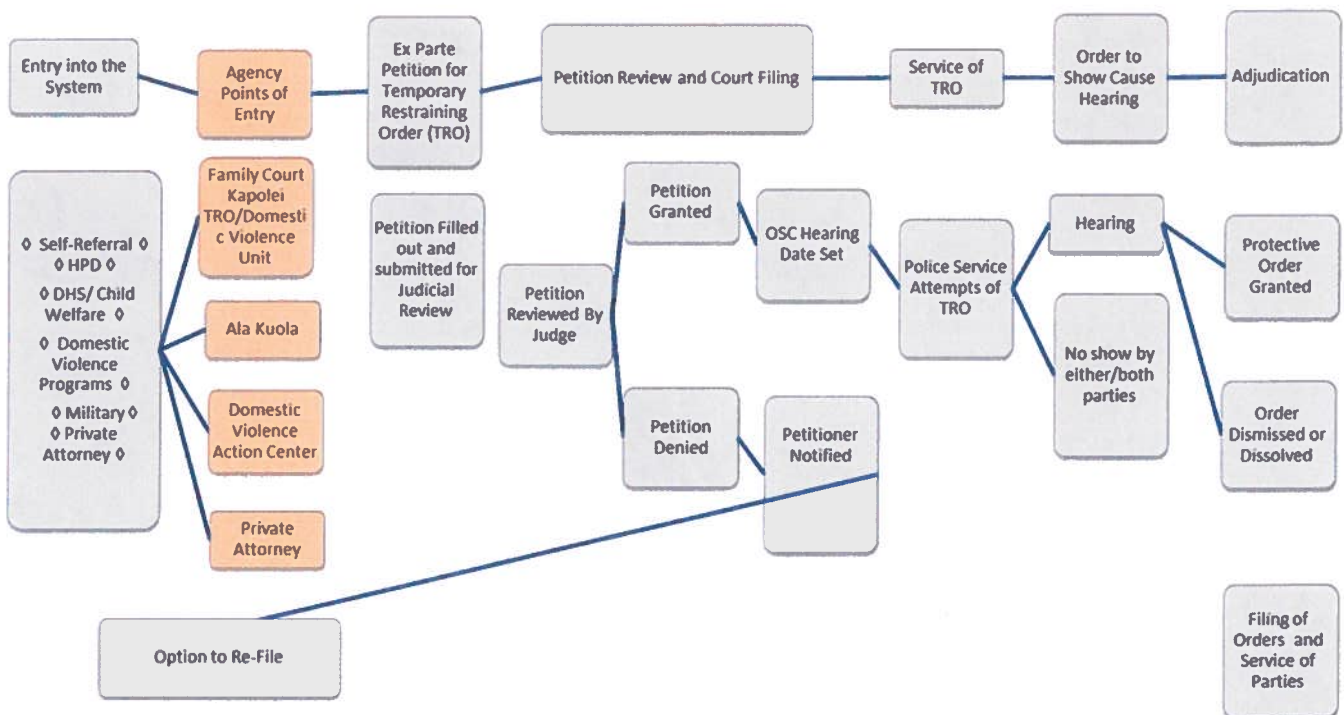 Entry into the
System
Agency
Points of
Entry
Ex Parte
Petition for
Temporary
Restraining
Order (TRO)
Petition Review and Court Filing
Service of
TRO
Order to
Show Cause
Hearing
Adjudication
◊ Self-Referral ◊
◊ HPD ◊
◊ DHS/ Child
Welfare ◊
◊ Domestic
Violence
Programs ◊
◊ Military ◊
◊ Private
Attorney ◊
Family Court
Kapolei
TRO/Domesti
c Violence
Unit
Ala Kuola
Domestic
Violence
Action Center
Private
Attorney
Petition Filled
out and
submitted for
Judicial
Review
Petition
Reviewed By
Judge
Petition
Granted
Petition
Denied
OSC Hearing
Date Set
Petitioner
Notified
Police Service
Attempts of
TRO
Hearing
No show by
either/both
parties
Protective
Order
Granted
Order
Dismissed or
Dissolved
Option to Re-File
Filing of
Orders and
Service of
Parties